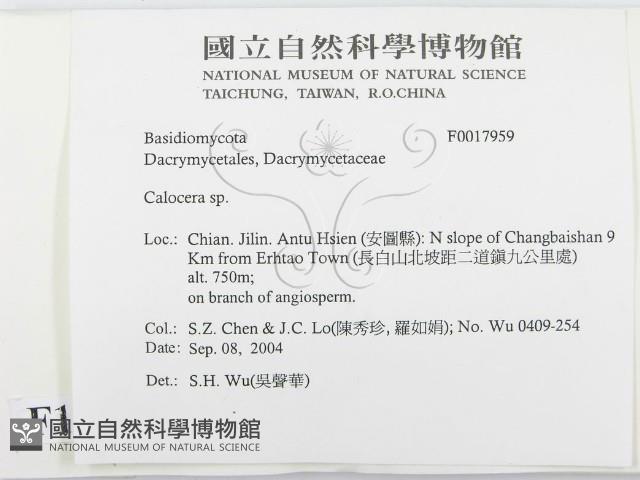 國立自然科學博物館
NATIONAL MUSEUM OF NATURAL SCIENCE
TAICHUNG, TAIWAN, R.O.CHINA
Basidiomycota F0017959
Dacrymycetales, Dacrymycetaceae
Calocera sp.
Loc.: Chian. Jilin. Antu Hsien (安圖縣): N slope of Changbaishan 9
Km from Erhtao Town (長白山北坡距二道鎮九公里處)
alt. 750m;
on branch of angiosperm.
Col.: S.Z. Chen & J.C. Lo(陳秀珍, 羅如娟); No. Wu 0409-254
Date: Sep. 08, 2004
Det.: S.H. Wu(吳聲華)
國立自然科學博物館
NATIONAL MUSEUM OF NATURAL SCIENCE